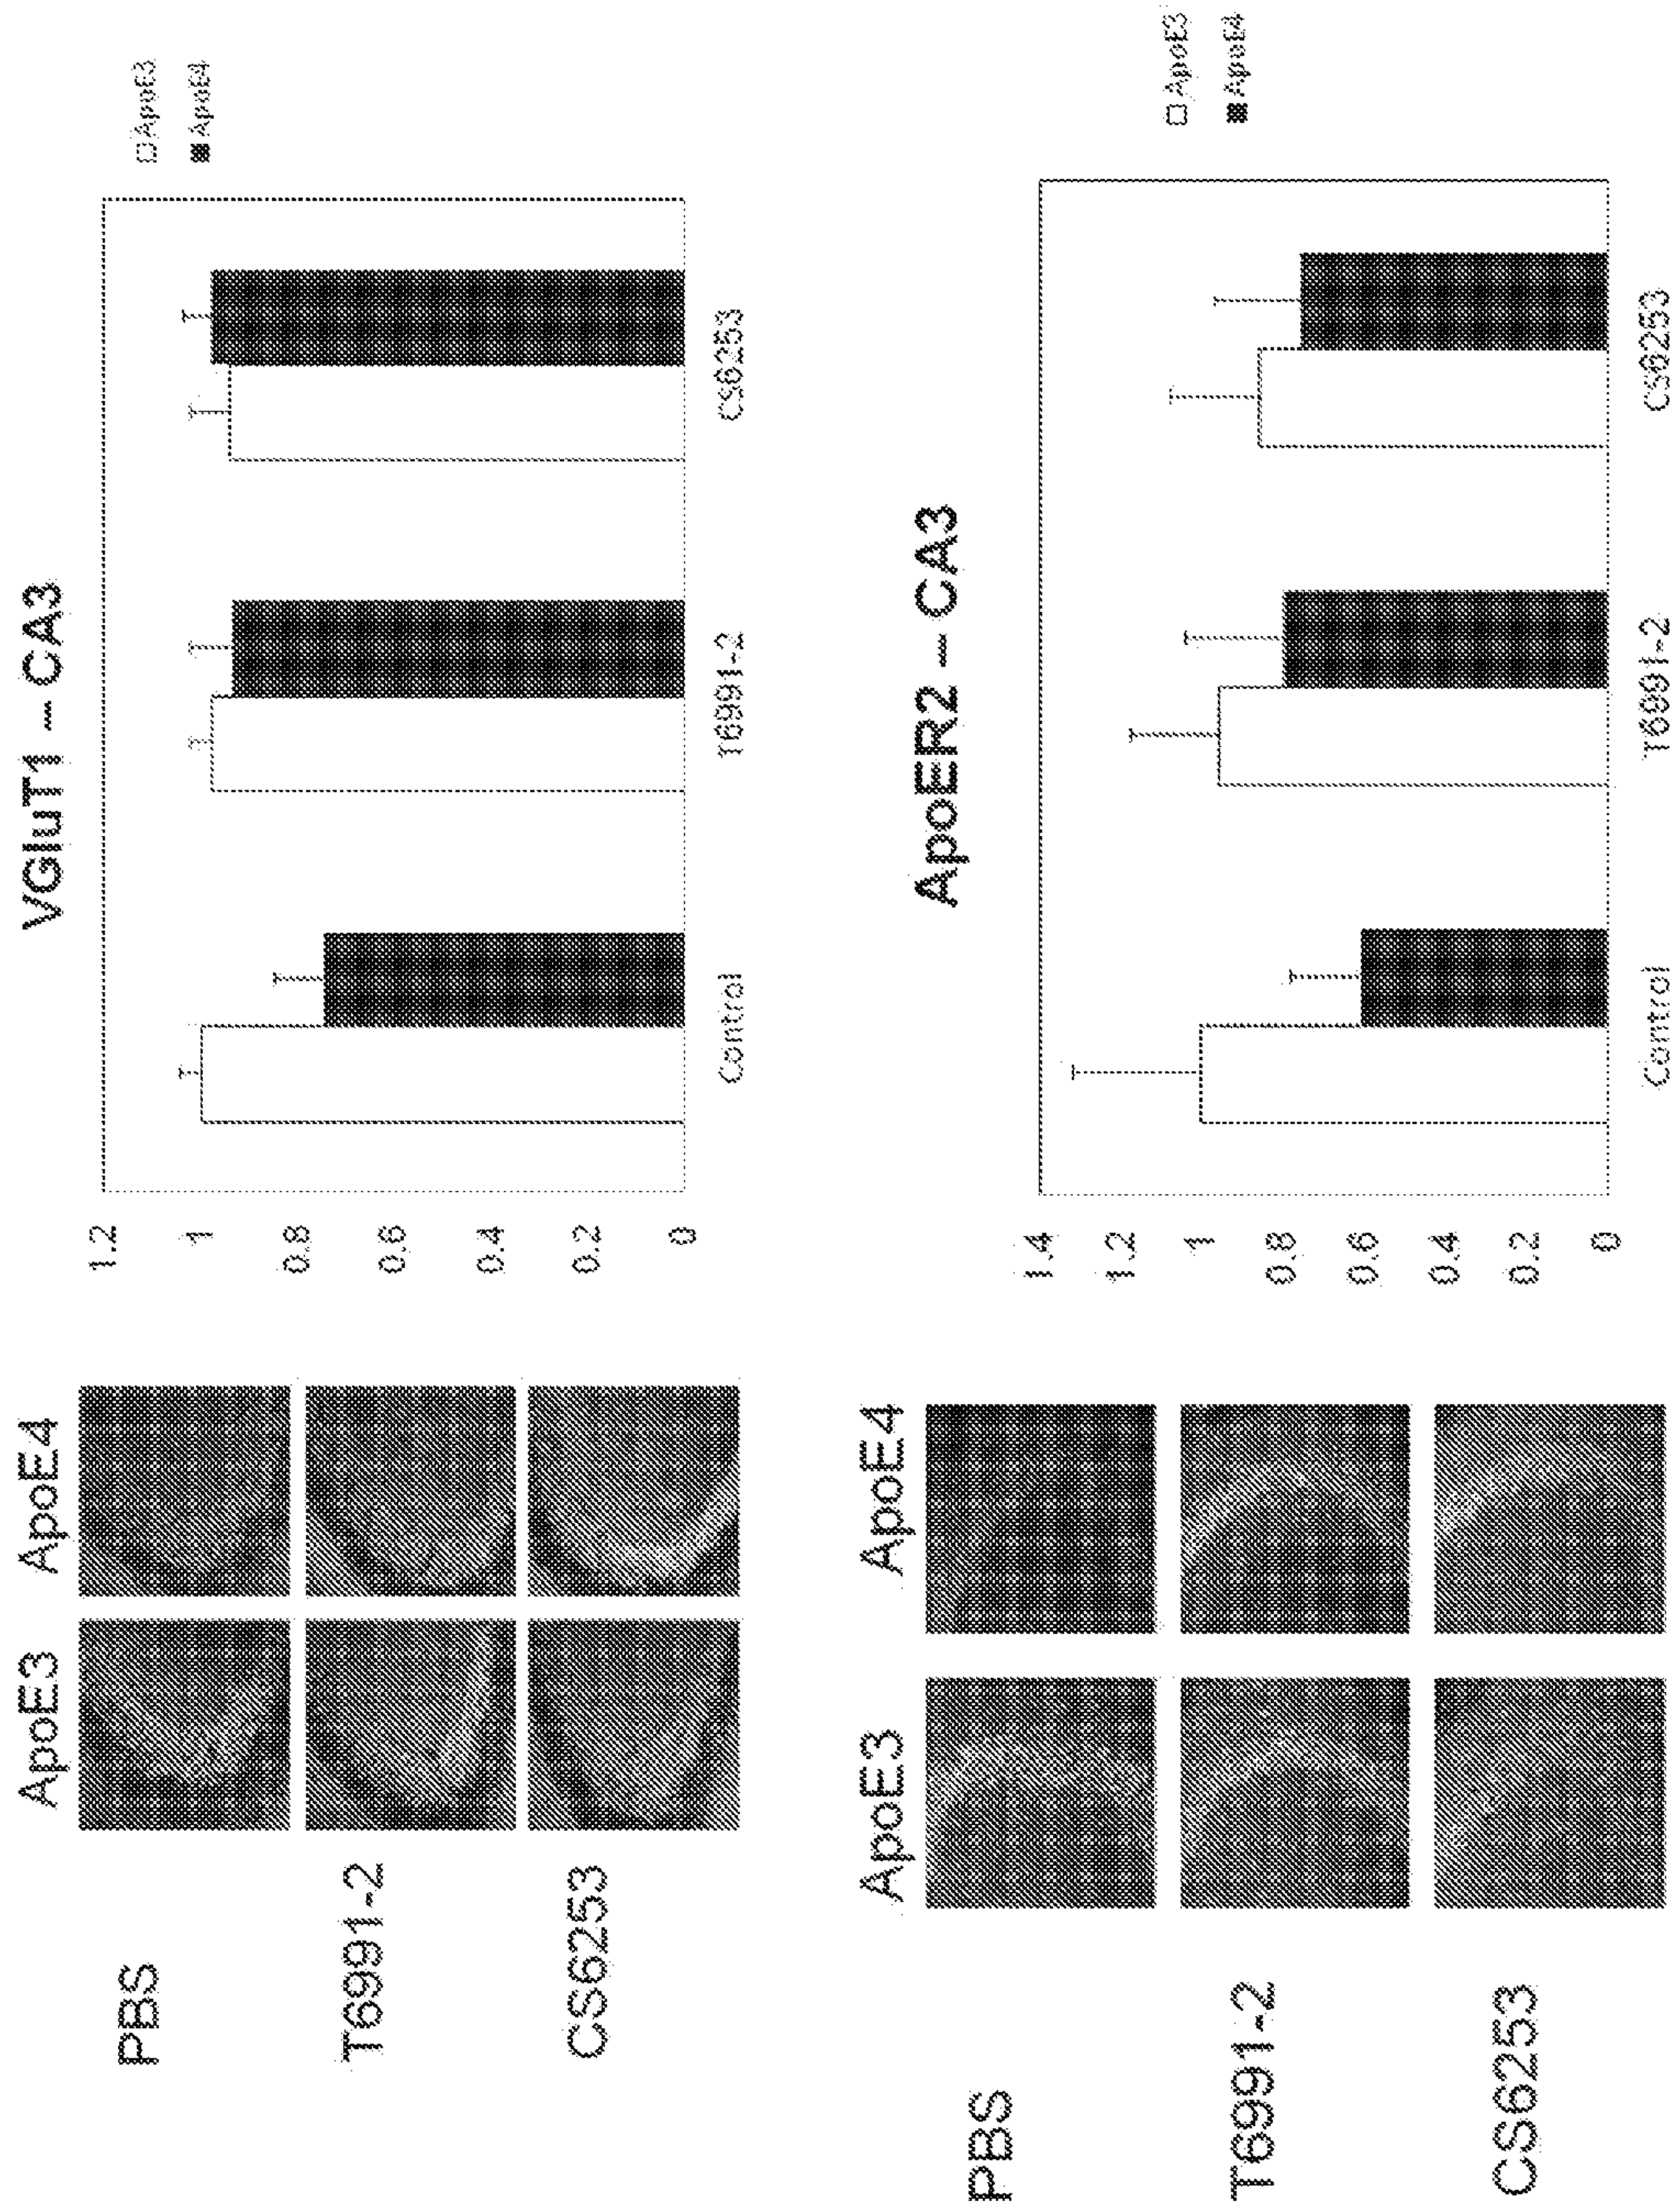 ApoE3 ApoE4
PBS
T6991-2
CS6253
VGluT1 – CA3
1.2
1
0.8
0.6
0.4
0.2
0
Control T6991-2 CS6253
ApoE3
ApoE4
ApoE3 ApoE4
PBS
T6991-2
CS6253
ApoER2 – CA3
1.4
1.2
1
0.8
0.6
0.4
0.2
0
Control T6991-2 CS6253
ApoE3
ApoE4